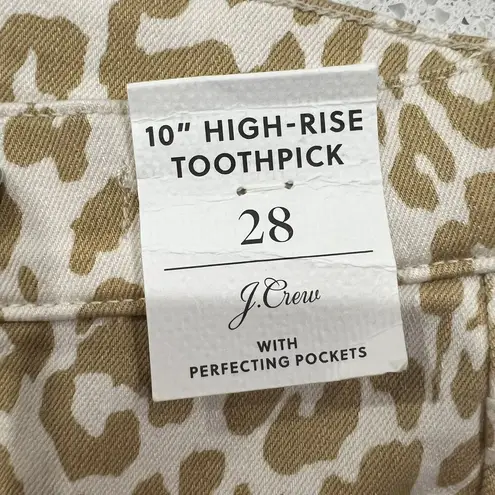 10" HIGH-RISE
TOOTHPICK
28
J.Crew
WITH
PERFECTING POCKETS